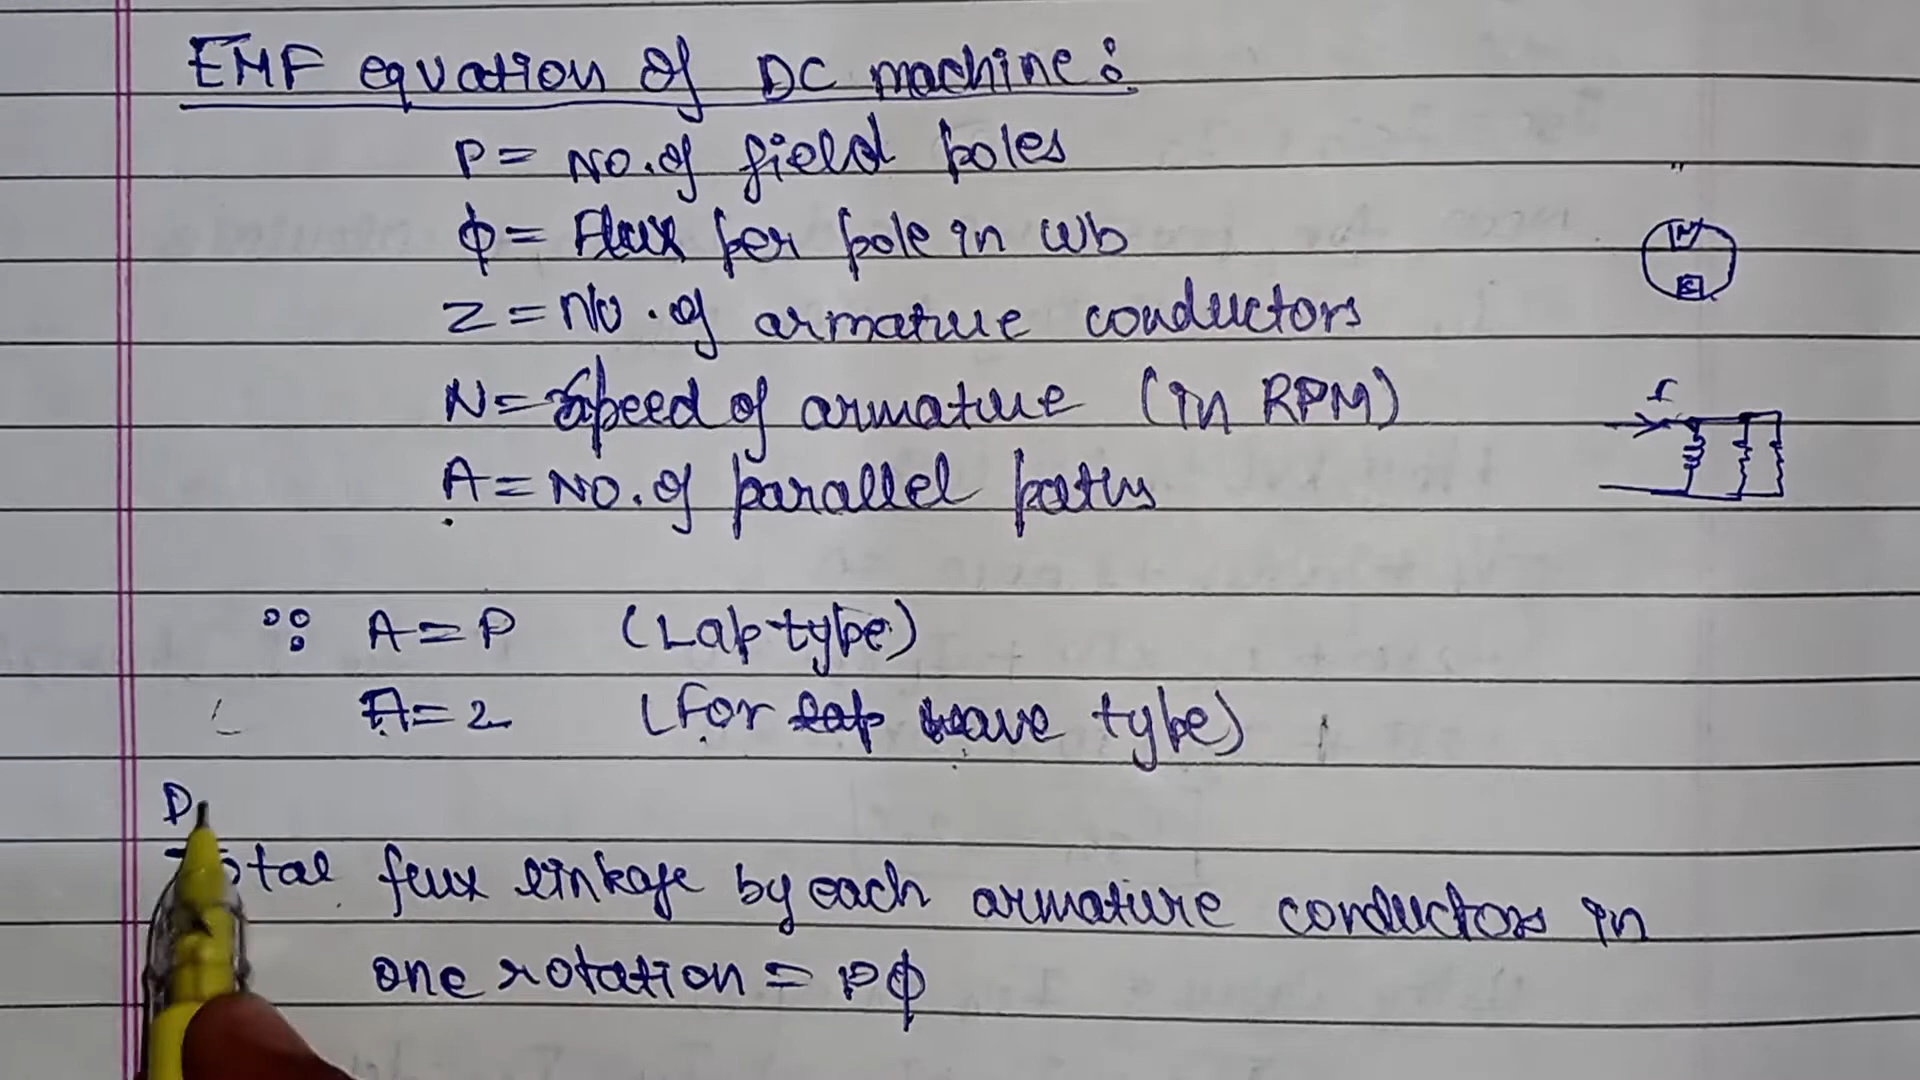 EMF equation of DC machine:
P = No. of field poles
ϕ = Flux per pole in wb
Z = No. of armature conductors
N = Speed of armature (in RPM)
I
A = No. of parallel paths
∵ A = P (Lap type)
A = 2 (For lap wave type)
D
Total flux linkage by each armature conductors in
one rotation = Pϕ